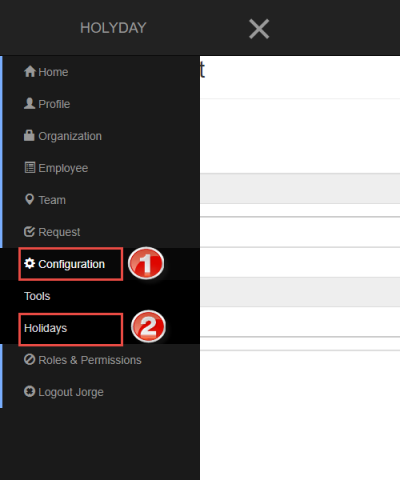 HOLYDAY
t
Home
Profile
Organization
Employee
Team
Request
Configuration
1
Tools
Holidays
2
Roles & Permissions
Logout Jorge